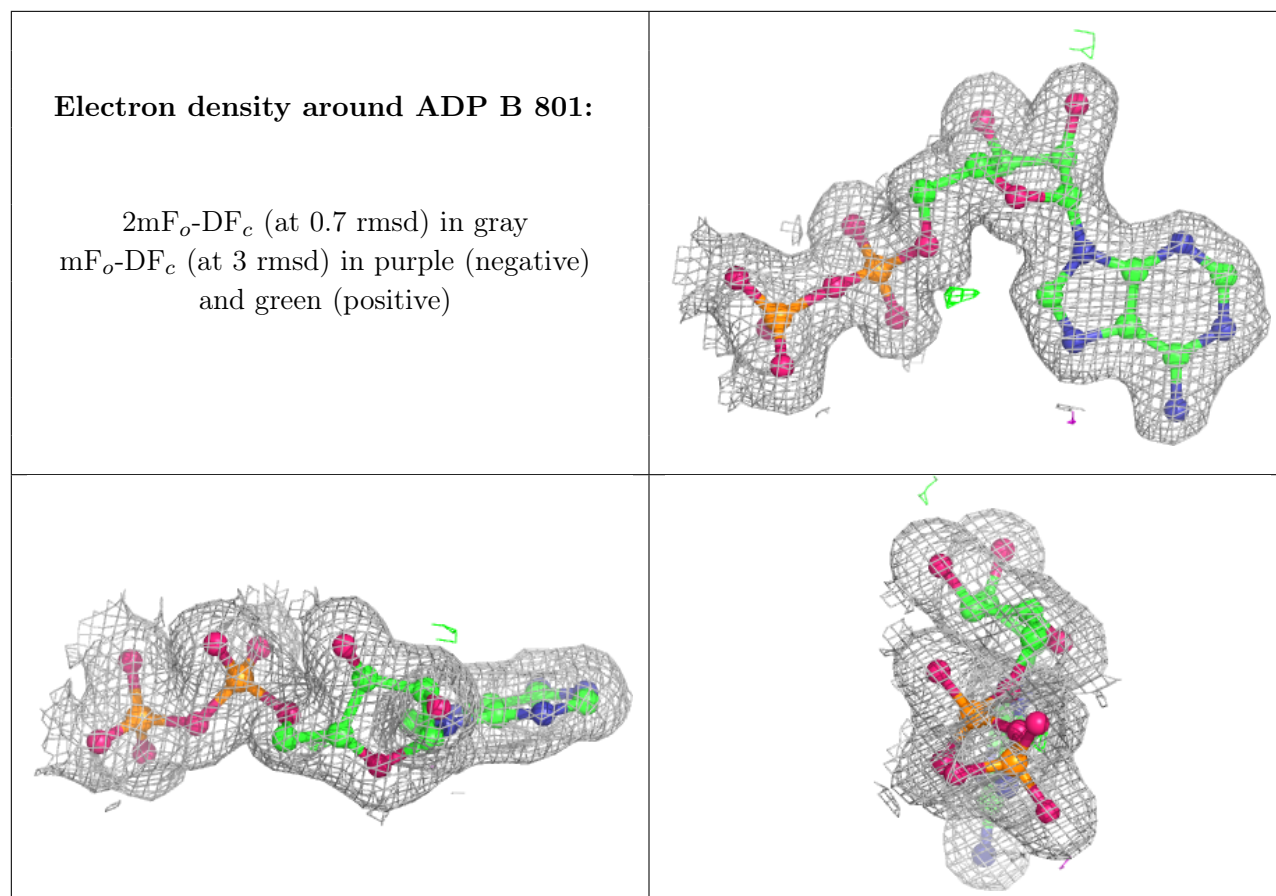 Electron density around ADP B 801:
2mFo-DFc (at 0.7 rmsd) in gray
mFo-DFc (at 3 rmsd) in purple (negative)
and green (positive)